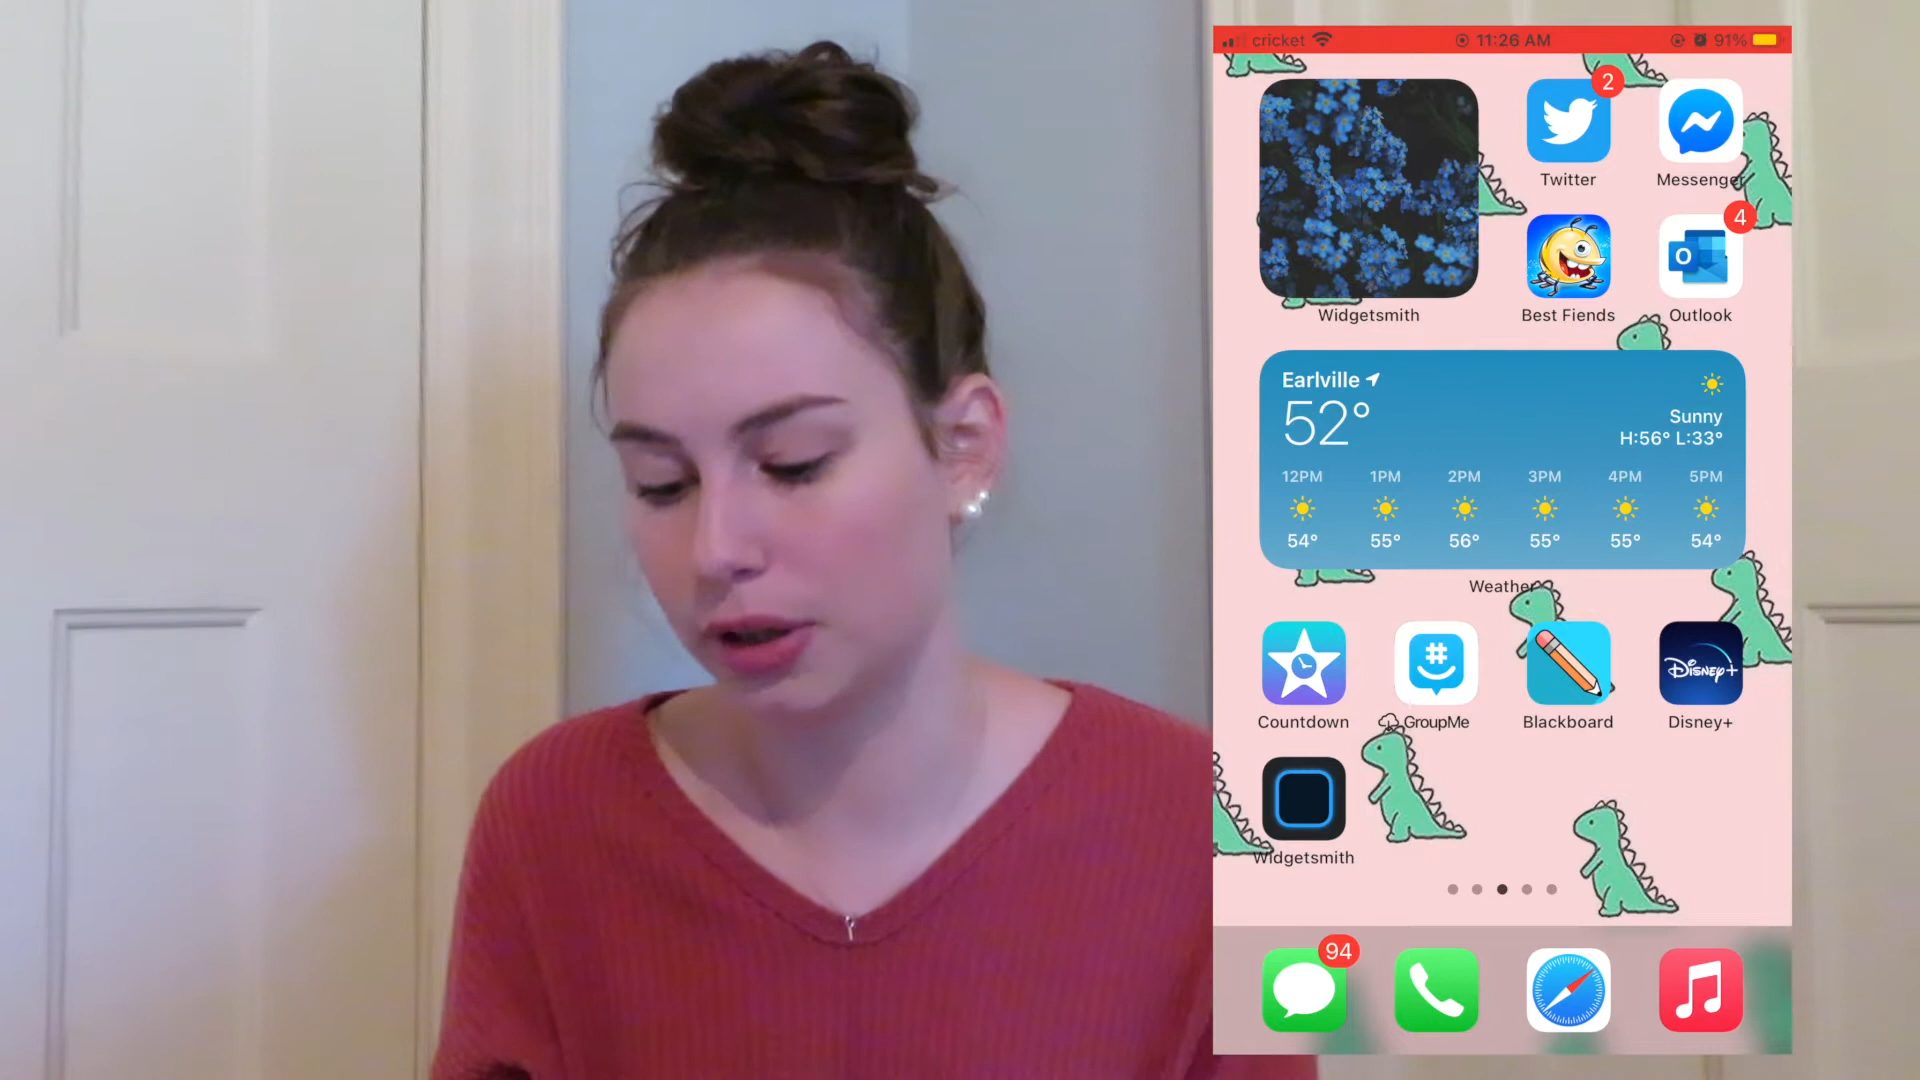 cricket 11:26 AM 91%
2
Twitter Messenger
4
O
Widgetsmith Best Fiends Outlook
Earlville
52°
Sunny
H:56° L:33°
12PM 1PM 2PM 3PM 4PM 5PM
54° 55° 56° 55° 55° 54°
Weather
#
Disney+
Countdown GroupMe Blackboard Disney+
Widgetsmith
94